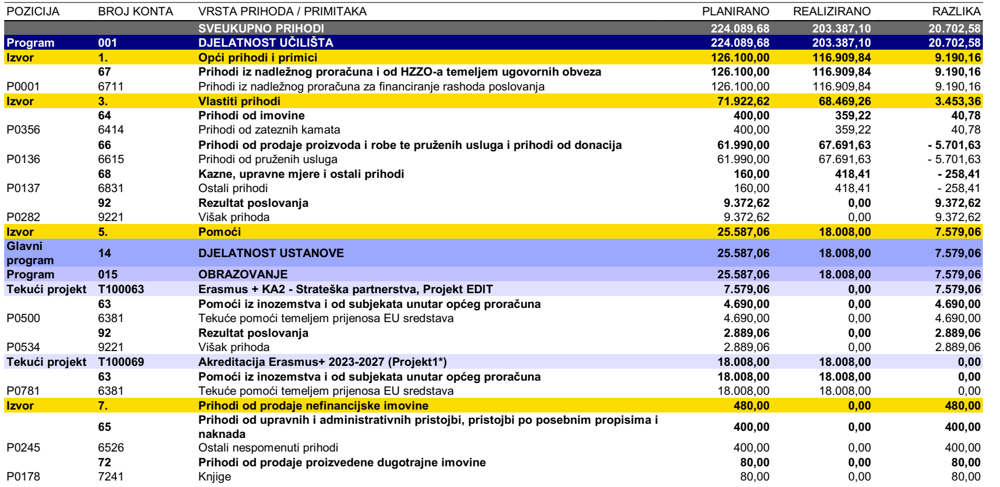 POZICIJA BROJ KONTA VRSTA PRIHODA / PRIMITAKA PLANIRANO REALIZIRANO RAZLIKA
SVEUKUPNO PRIHODI 224.089,68 203.387,10 20.702,58
Program 001 DJELATNOST UČILIŠTA 224.089,68 203.387,10 20.702,58
Izvor 1. Opći prihodi i primici 126.100,00 116.909,84 9.190,16
67 Prihodi iz nadležnog proračuna i od HZZO-a temeljem ugovornih obveza 126.100,00 116.909,84 9.190,16
P0001 6711 Prihodi iz nadležnog proračuna za financiranje rashoda poslovanja 126.100,00 116.909,84 9.190,16
Izvor 3. Vlastiti prihodi 71.922,62 68.469,26 3.453,36
64 Prihodi od imovine 400,00 359,22 40,78
P0356 6414 Prihodi od zateznih kamata 400,00 359,22 40,78
66 Prihodi od prodaje proizvoda i robe te pruženih usluga i prihodi od donacija 61.990,00 67.691,63 - 5.701,63
P0136 6615 Prihodi od pruženih usluga 61.990,00 67.691,63 - 5.701,63
68 Kazne, upravne mjere i ostali prihodi 160,00 418,41 - 258,41
P0137 6831 Ostali prihodi 160,00 418,41 - 258,41
92 Rezultat poslovanja 9.372,62 0,00 9.372,62
P0282 9221 Višak prihoda 9.372,62 0,00 9.372,62
Izvor 5. Pomoći 25.587,06 18.008,00 7.579,06
Glavni
program 14 DJELATNOST USTANOVE 25.587,06 18.008,00 7.579,06
Program 015 OBRAZOVANJE 25.587,06 18.008,00 7.579,06
Tekući projekt T100063 Erasmus + KA2 - Strateška partnerstva, Projekt EDIT 7.579,06 0,00 7.579,06
63 Pomoći iz inozemstva i od subjekata unutar općeg proračuna 4.690,00 0,00 4.690,00
P0500 6381 Tekuće pomoći temeljem prijenosa EU sredstava 4.690,00 0,00 4.690,00
92 Rezultat poslovanja 2.889,06 0,00 2.889,06
P0534 9221 Višak prihoda 2.889,06 0,00 2.889,06
Tekući projekt T100069 Akreditacija Erasmus+ 2023-2027 (Projekt1*) 18.008,00 18.008,00 0,00
63 Pomoći iz inozemstva i od subjekata unutar općeg proračuna 18.008,00 18.008,00 0,00
P0781 6381 Tekuće pomoći temeljem prijenosa EU sredstava 18.008,00 18.008,00 0,00
Izvor 7. Prihodi od prodaje nefinancijske imovine 480,00 0,00 480,00
65 Prihodi od upravnih i administrativnih pristojbi, pristojbi po posebnim propisima i
naknada 400,00 0,00 400,00
P0245 6526 Ostali nespomenuti prihodi 400,00 0,00 400,00
72 Prihodi od prodaje proizvedene dugotrajne imovine 80,00 0,00 80,00
P0178 7241 Knjige 80,00 0,00 80,00